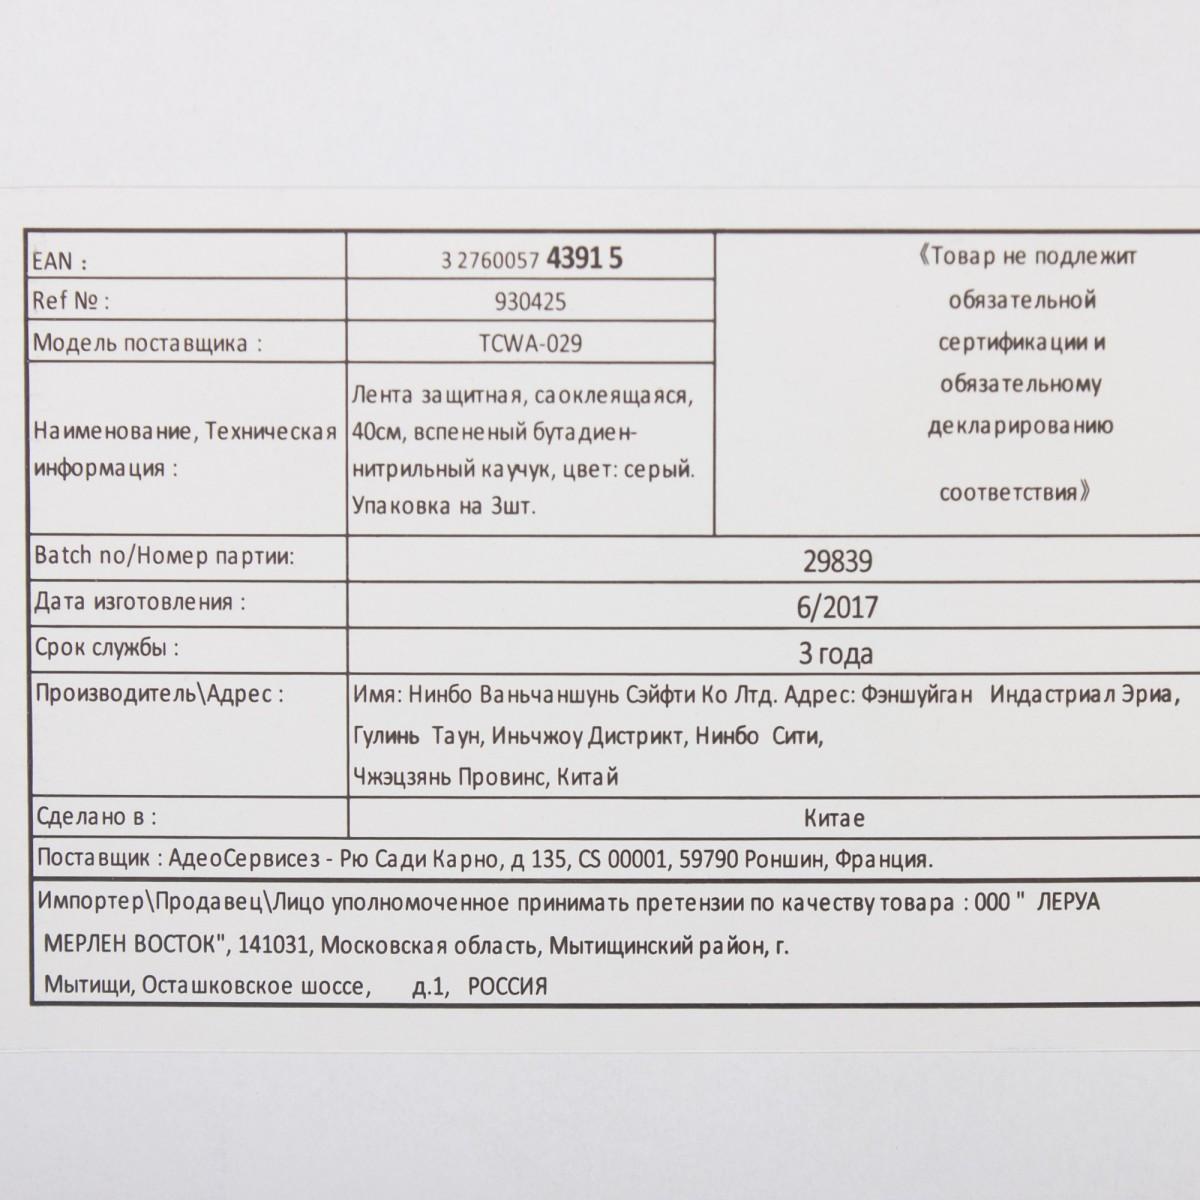 EAN : 3 2760057 4391 5
Ref № : 930425
Модель поставщика : TCWA-029
Наименование, Техническая
информация :
Лента защитная, саоклеящаяся,
40см, вспененый бутадиен-
нитрильный каучук, цвет: серый.
Упаковка на 3шт.
《Товар не подлежит
обязательной
сертификации и
обязательному
декларированию
соответствия》
Batch no/Номер партии: 29839
Дата изготовления : 6/2017
Срок службы : 3 года
Производитель\Адрес : Имя: Нинбо Ваньчаншунь Сэйфти Ко Лтд. Адрес: Фэншуйган Индастриал Эриа,
Гулинь Таун, Иньчжоу Дистрикт, Нинбо Сити,
Чжэцзянь Провинс, Китай
Сделано в : Китае
Поставщик : АдеоСервисез - Рю Сади Карно, д 135, CS 00001, 59790 Роншин, Франция.
Импортер\Продавец\Лицо уполномоченное принимать претензии по качеству товара : ООО " ЛЕРУА
МЕРЛЕН ВОСТОК", 141031, Московская область, Мытищинский район, г.
Мытищи, Осташковское шоссе, д.1, РОССИЯ